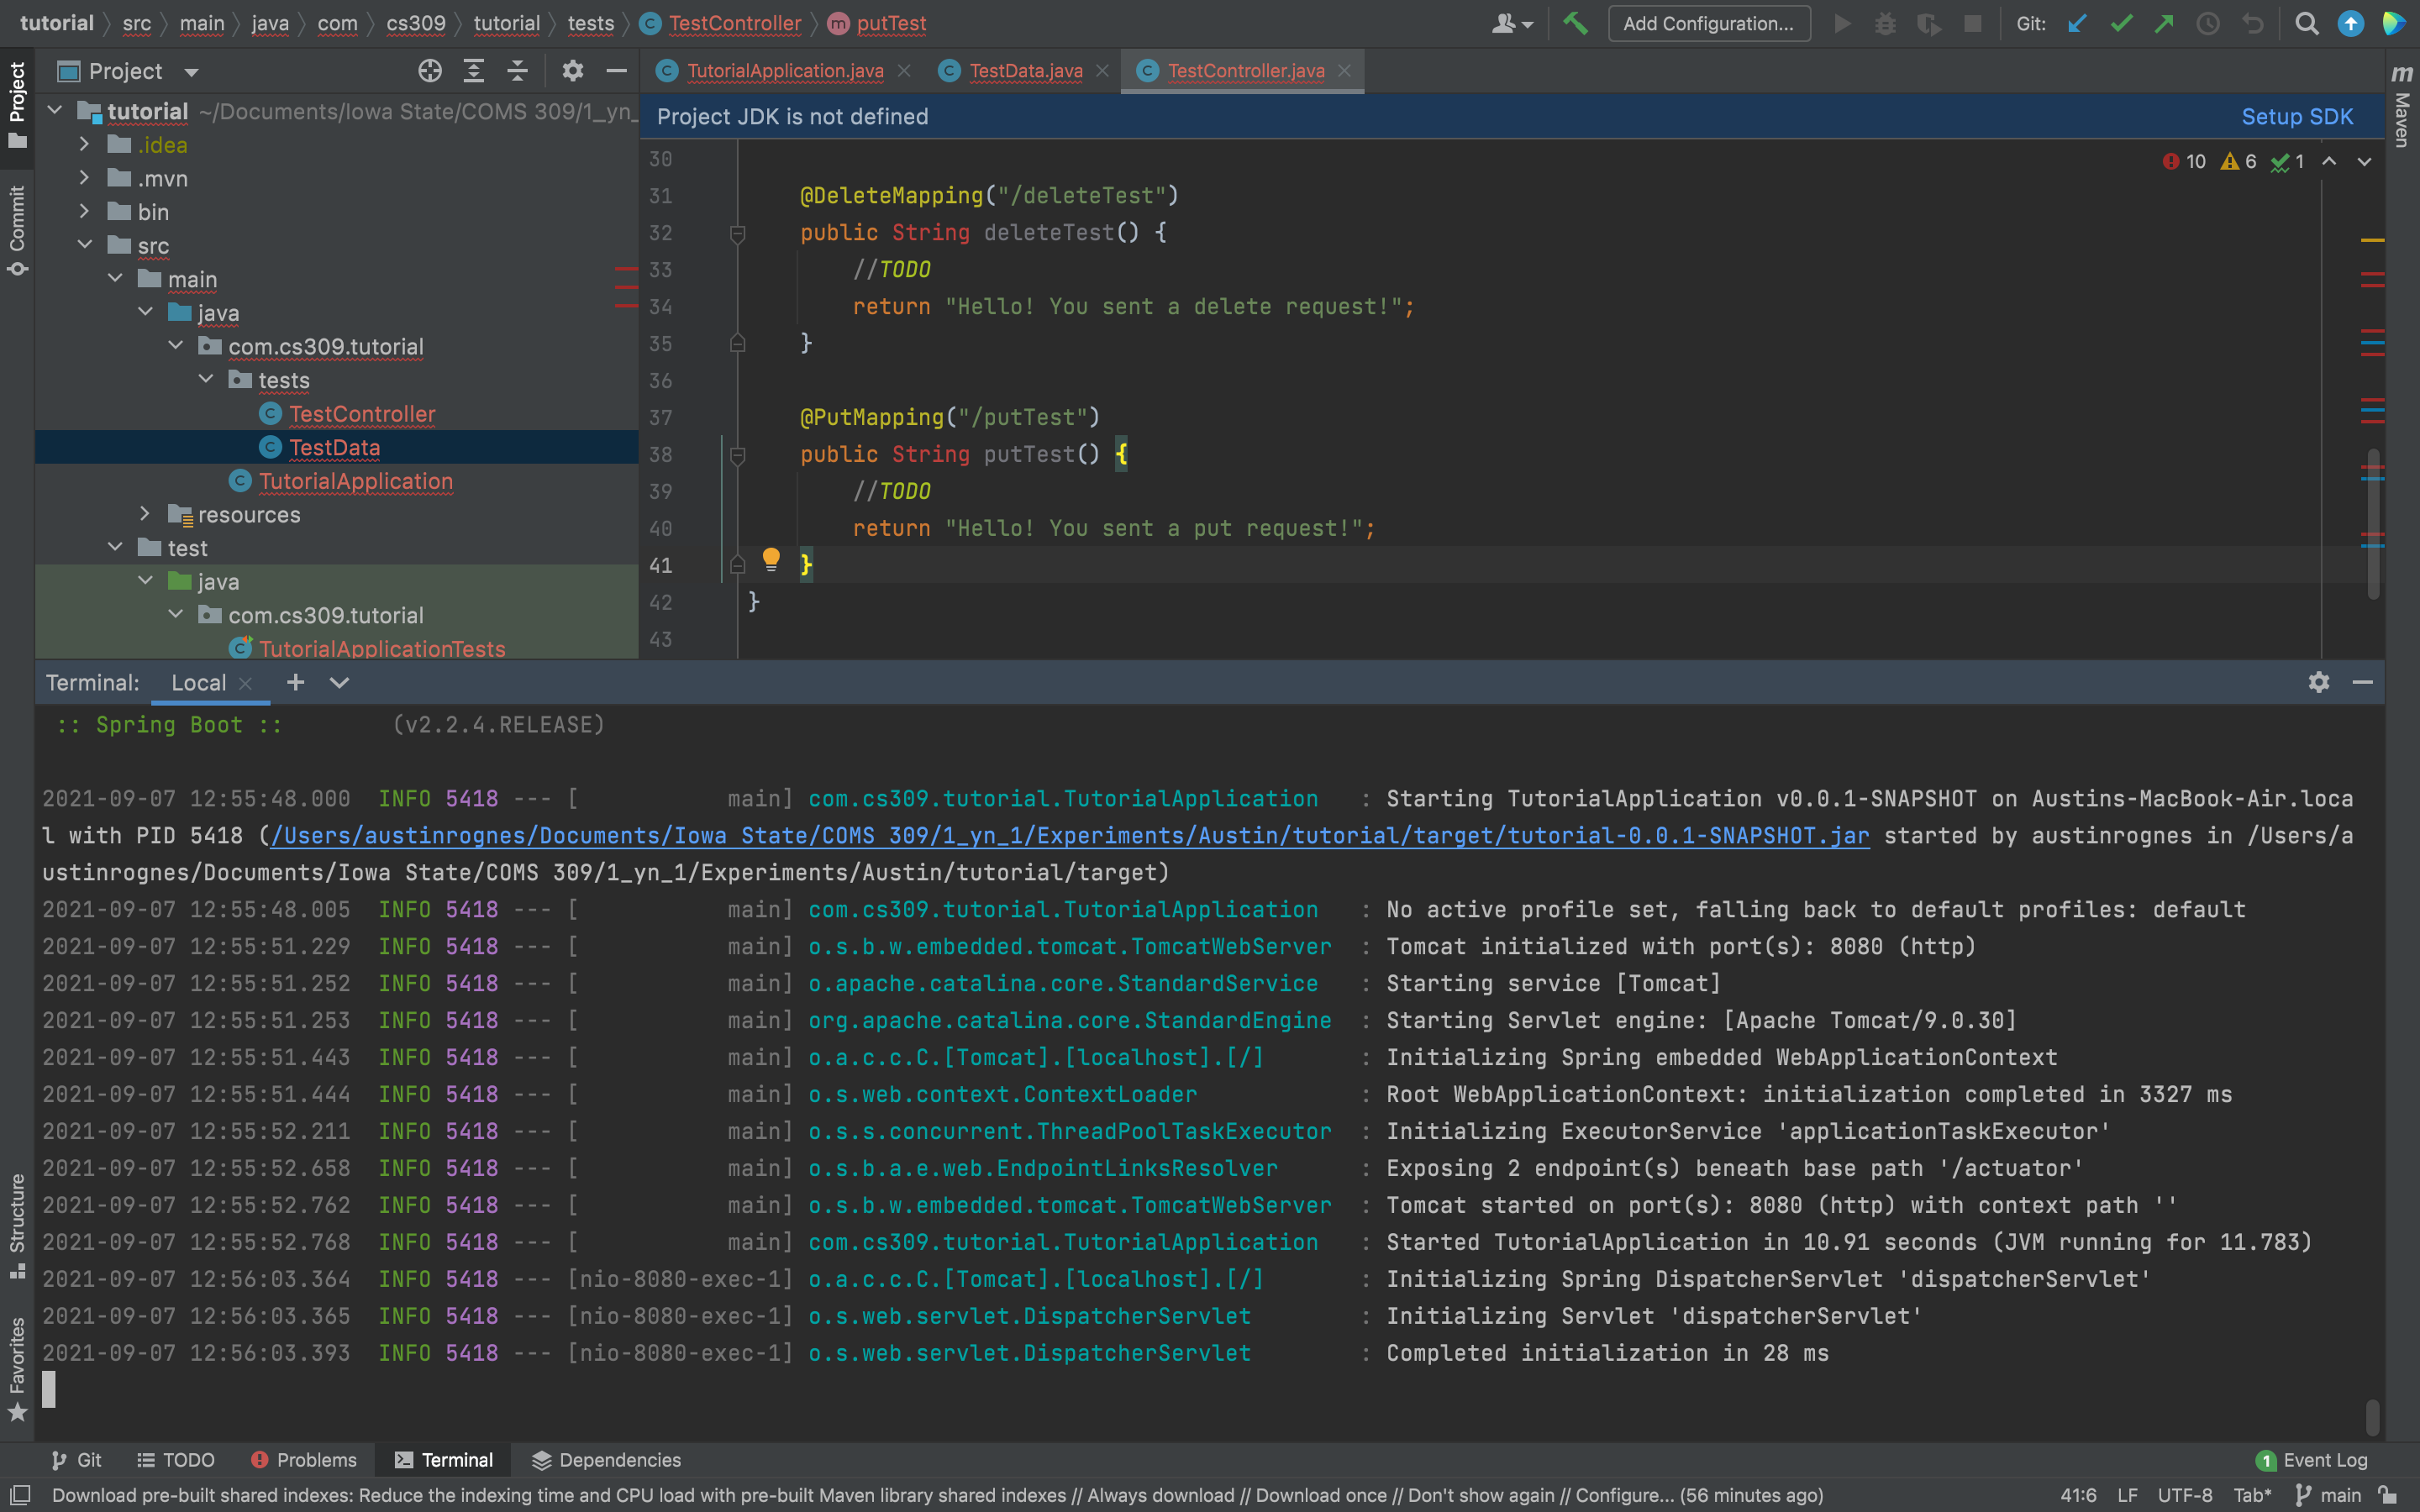 tutorial src main java com cs309 tutorial tests TestController putTest Add Configuration... Git:
Project
TutorialApplication.java TestData.java TestController.java
Project
Commit
Structure
Favorites
Maven
tutorial ~/Documents/Iowa State/COMS 309/1_yn_
.idea
.mvn
bin
src
main
java
com.cs309.tutorial
tests
TestController
TestData
TutorialApplication
resources
test
java
com.cs309.tutorial
TutorialApplicationTests
Project JDK is not defined Setup SDK
10 6 1
30
31 @DeleteMapping("/deleteTest")
32 public String deleteTest() {
33 //TODO
34 return "Hello! You sent a delete request!";
35 }
36
37 @PutMapping("/putTest")
38 public String putTest() {
39 //TODO
40 return "Hello! You sent a put request!";
41 }
42 }
43
Terminal: Local
:: Spring Boot :: (v2.2.4.RELEASE)
2021-09-07 12:55:48.000 INFO 5418 --- [ main] com.cs309.tutorial.TutorialApplication : Starting TutorialApplication v0.0.1-SNAPSHOT on Austins-MacBook-Air.loca
l with PID 5418 (/Users/austinrognes/Documents/Iowa State/COMS 309/1_yn_1/Experiments/Austin/tutorial/target/tutorial-0.0.1-SNAPSHOT.jar started by austinrognes in /Users/a
ustinrognes/Documents/Iowa State/COMS 309/1_yn_1/Experiments/Austin/tutorial/target)
2021-09-07 12:55:48.005 INFO 5418 --- [ main] com.cs309.tutorial.TutorialApplication : No active profile set, falling back to default profiles: default
2021-09-07 12:55:51.229 INFO 5418 --- [ main] o.s.b.w.embedded.tomcat.TomcatWebServer : Tomcat initialized with port(s): 8080 (http)
2021-09-07 12:55:51.252 INFO 5418 --- [ main] o.apache.catalina.core.StandardService : Starting service [Tomcat]
2021-09-07 12:55:51.253 INFO 5418 --- [ main] org.apache.catalina.core.StandardEngine : Starting Servlet engine: [Apache Tomcat/9.0.30]
2021-09-07 12:55:51.443 INFO 5418 --- [ main] o.a.c.c.C.[Tomcat].[localhost].[/] : Initializing Spring embedded WebApplicationContext
2021-09-07 12:55:51.444 INFO 5418 --- [ main] o.s.web.context.ContextLoader : Root WebApplicationContext: initialization completed in 3327 ms
2021-09-07 12:55:52.211 INFO 5418 --- [ main] o.s.s.concurrent.ThreadPoolTaskExecutor : Initializing ExecutorService 'applicationTaskExecutor'
2021-09-07 12:55:52.658 INFO 5418 --- [ main] o.s.b.a.e.web.EndpointLinksResolver : Exposing 2 endpoint(s) beneath base path '/actuator'
2021-09-07 12:55:52.762 INFO 5418 --- [ main] o.s.b.w.embedded.tomcat.TomcatWebServer : Tomcat started on port(s): 8080 (http) with context path ''
2021-09-07 12:55:52.768 INFO 5418 --- [ main] com.cs309.tutorial.TutorialApplication : Started TutorialApplication in 10.91 seconds (JVM running for 11.783)
2021-09-07 12:56:03.364 INFO 5418 --- [nio-8080-exec-1] o.a.c.c.C.[Tomcat].[localhost].[/] : Initializing Spring DispatcherServlet 'dispatcherServlet'
2021-09-07 12:56:03.365 INFO 5418 --- [nio-8080-exec-1] o.s.web.servlet.DispatcherServlet : Initializing Servlet 'dispatcherServlet'
2021-09-07 12:56:03.393 INFO 5418 --- [nio-8080-exec-1] o.s.web.servlet.DispatcherServlet : Completed initialization in 28 ms
Git TODO Problems Terminal Dependencies 1 Event Log
Download pre-built shared indexes: Reduce the indexing time and CPU load with pre-built Maven library shared indexes // Always download // Download once // Don't show again // Configure... (56 minutes ago) 41:6 LF UTF-8 Tab* main